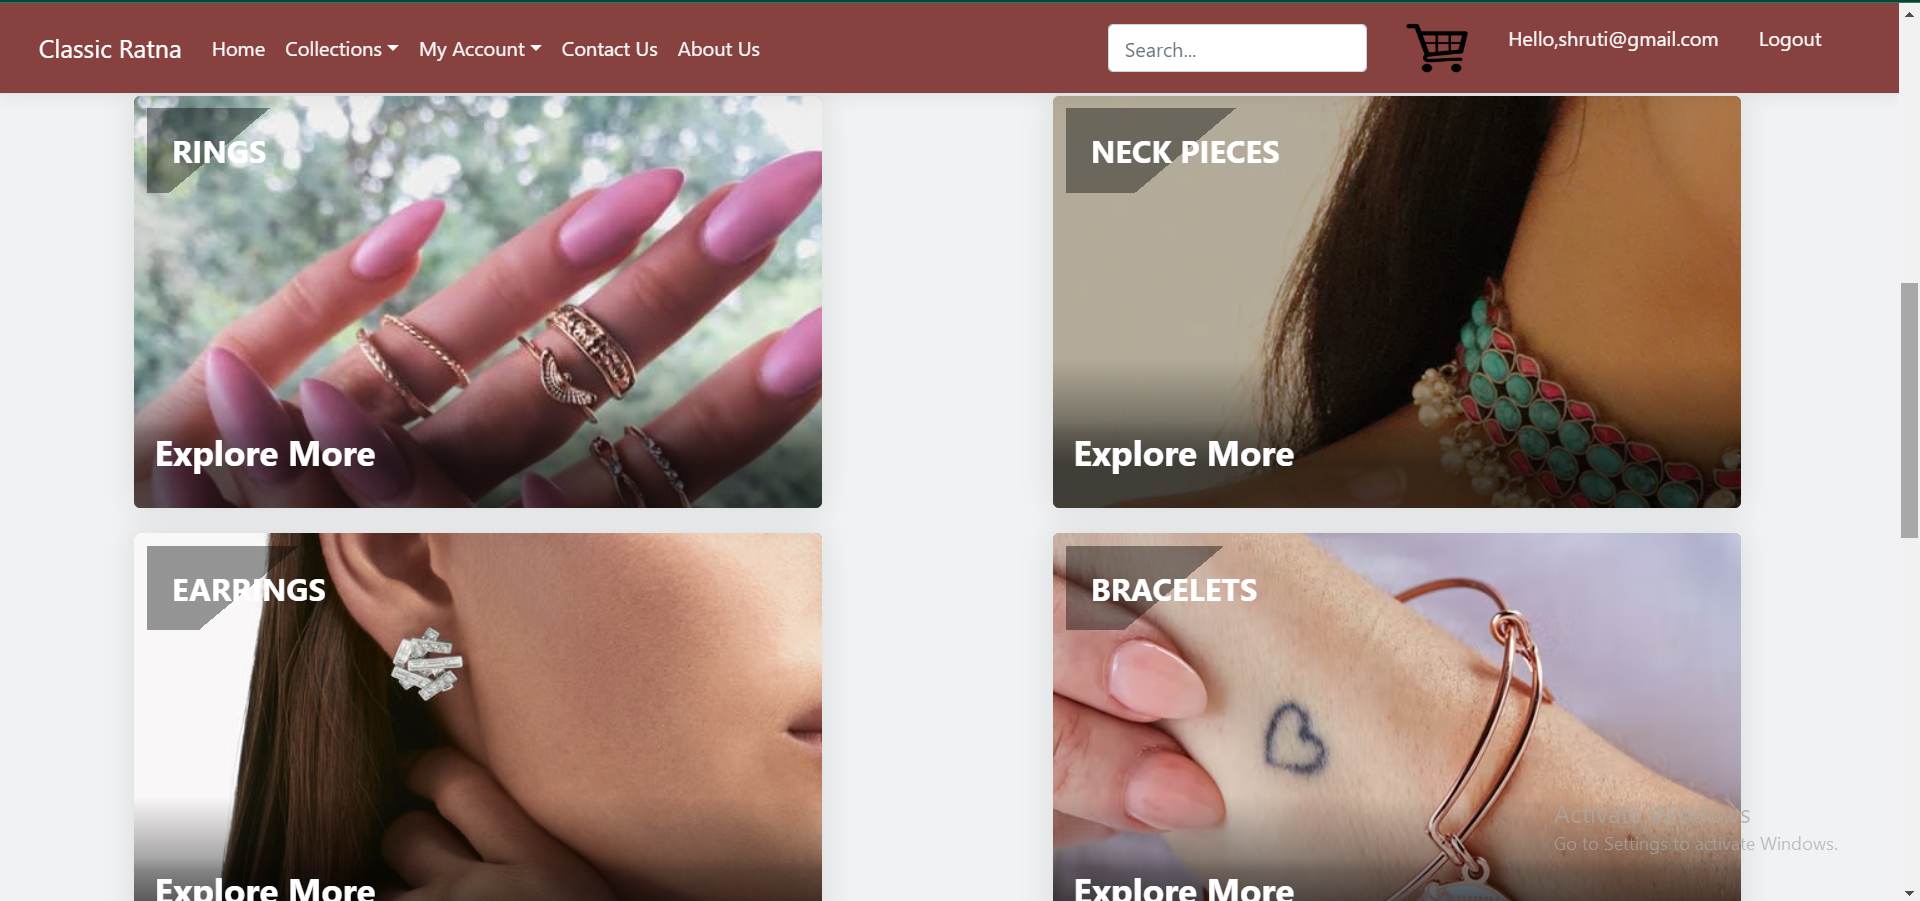 Classic Ratna Home Collections My Account Contact Us About Us Search... Hello,shruti@gmail.com Logout
RINGS
Explore More
NECK PIECES
Explore More
EARRINGS
Explore More
BRACELETS
Explore More
Activate Windows
Go to Settings to activate Windows.